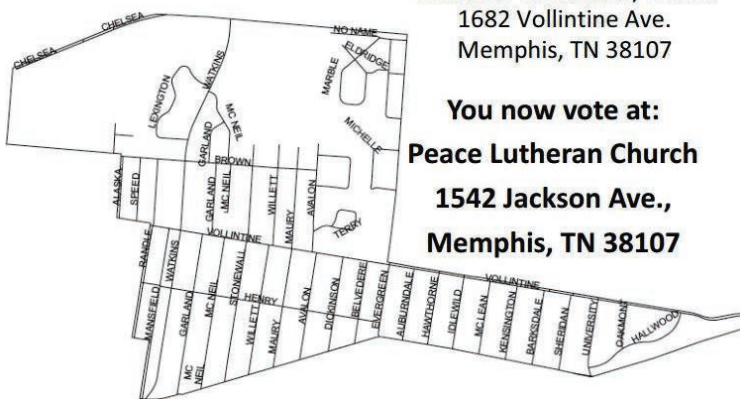 1682 Vollintine Ave.
Memphis, TN 38107
You now vote at:
Peace Lutheran Church
1542 Jackson Ave.,
Memphis, TN 38107
CHELSEA
CHELSEA
NO NAME
ELDRIDGE
MARBLE
WATKINS
LEXINGTON
MC NEIL
GARLAND
MICHELLE
BROWN
ALASKA
SPEED
GARLAND
MC NEIL
WILLETT
MAURY
AVALON
TERRY
VOLLINTINE
RANDLE
WATKINS
VOLLINTINE
MANSFIELD
GARLAND
MC NEIL
STONEWALL
HENRY
WILLETT
MAURY
AVALON
DICKINSON
BELVEDERE
EVERGREEN
AUBURNDALE
HAWTHORNE
IDLEWILD
MCLEAN
KENSINGTON
BARKSDALE
SHERIDAN
UNIVERSITY
OAKMONT
HALLWOOD
MC NEIL